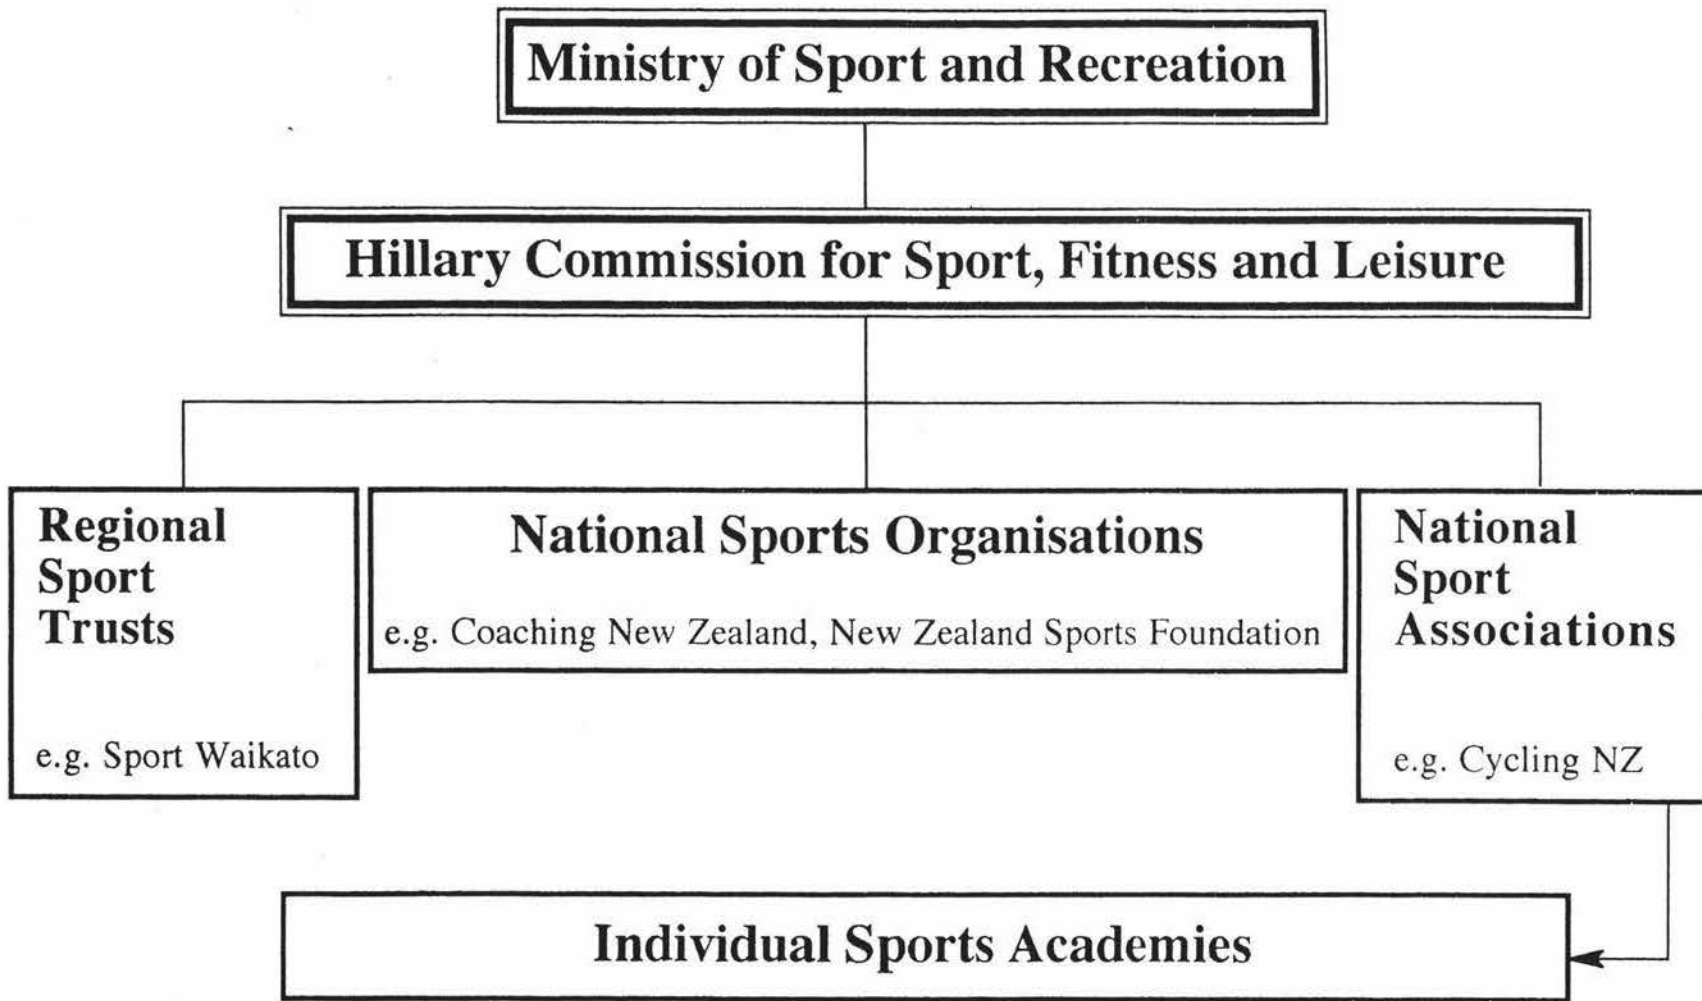 Ministry of Sport and Recreation
Hillary Commission for Sport, Fitness and Leisure
Regional
Sport
Trusts
e.g. Sport Waikato
National Sports Organisations
e.g. Coaching New Zealand, New Zealand Sports Foundation
National
Sport
Associations
e.g. Cycling NZ
Individual Sports Academies